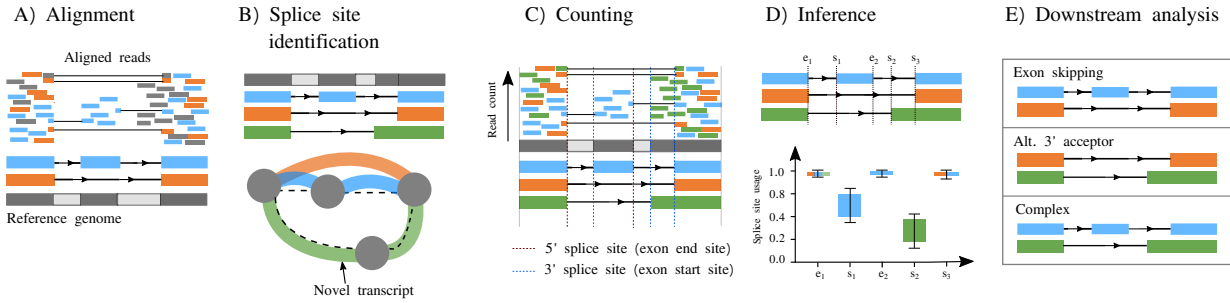 A) Alignment
Aligned reads
Reference genome
B) Splice site
identification
Novel transcript
C) Counting
Read count
5' splice site (exon end site)
3' splice site (exon start site)
D) Inference
e1 s1 e2 s2 s3
Splice site usage
1.0
0.8
0.4
0.2
0.0
e1 s1 e2 s2 s3
E) Downstream analysis
Exon skipping
Alt. 3' acceptor
Complex